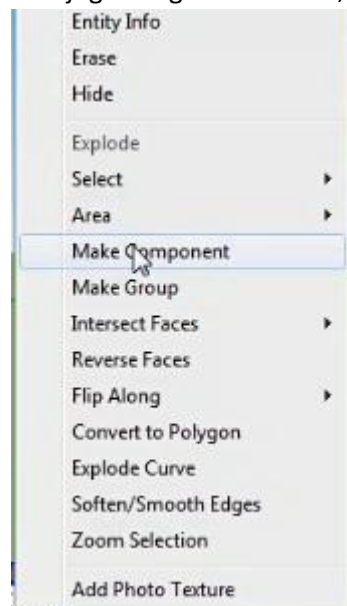 Entity Info
Erase
Hide
Explode
Select
Area
Make Component
Make Group
Intersect Faces
Reverse Faces
Flip Along
Convert to Polygon
Explode Curve
Soften/Smooth Edges
Zoom Selection
Add Photo Texture